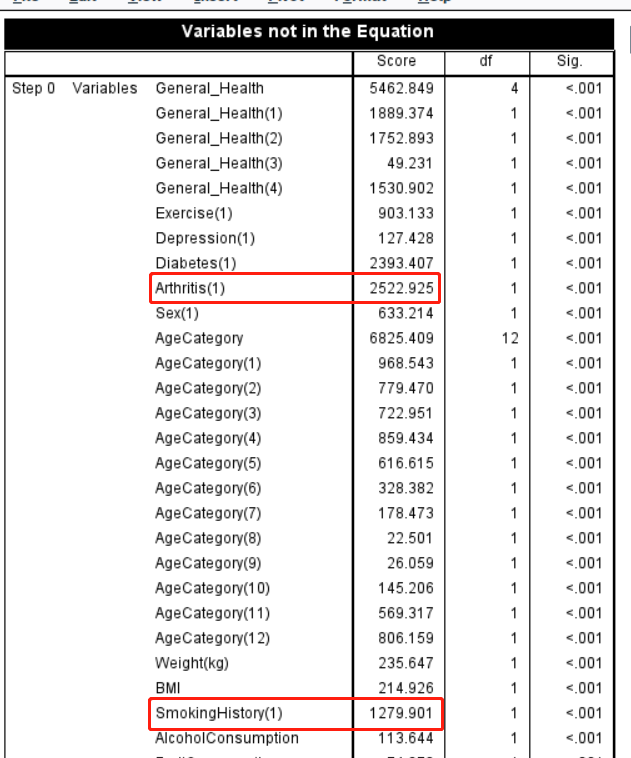 Variables not in the Equation
Score df Sig.
Step 0 Variables General_Health 5462.849 4 <.001
General_Health(1) 1889.374 1 <.001
General_Health(2) 1752.893 1 <.001
General_Health(3) 49.231 1 <.001
General_Health(4) 1530.902 1 <.001
Exercise(1) 903.133 1 <.001
Depression(1) 127.428 1 <.001
Diabetes(1) 2393.407 1 <.001
Arthritis(1) 2522.925 1 <.001
Sex(1) 633.214 1 <.001
AgeCategory 6825.409 12 <.001
AgeCategory(1) 968.543 1 <.001
AgeCategory(2) 779.470 1 <.001
AgeCategory(3) 722.951 1 <.001
AgeCategory(4) 859.434 1 <.001
AgeCategory(5) 616.615 1 <.001
AgeCategory(6) 328.382 1 <.001
AgeCategory(7) 178.473 1 <.001
AgeCategory(8) 22.501 1 <.001
AgeCategory(9) 26.059 1 <.001
AgeCategory(10) 145.206 1 <.001
AgeCategory(11) 569.317 1 <.001
AgeCategory(12) 806.159 1 <.001
Weight(kg) 235.647 1 <.001
BMI 214.926 1 <.001
SmokingHistory(1) 1279.901 1 <.001
AlcoholConsumption 113.644 1 <.001